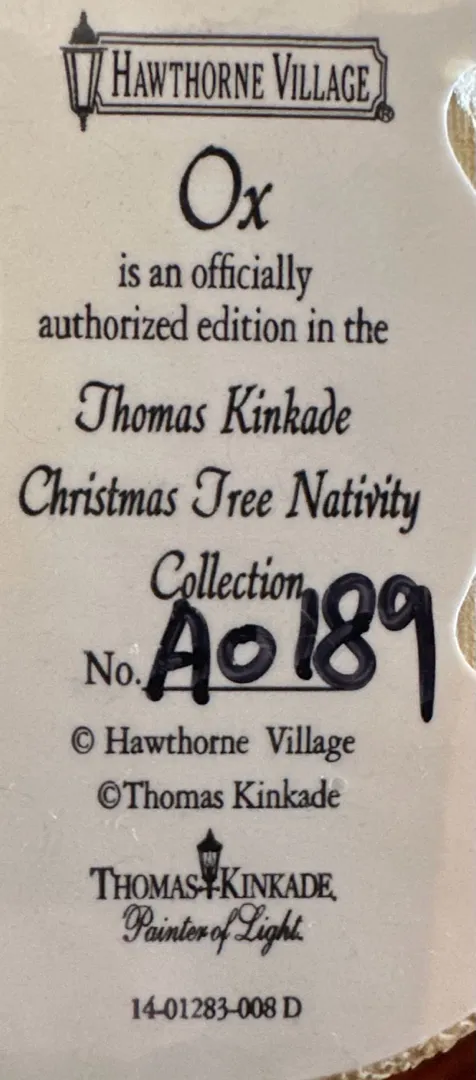 HAWTHORNE VILLAGE®
Ox
is an officially
authorized edition in the
Thomas Kinkade
Christmas Tree Nativity
Collection
No. A0189
© Hawthorne Village
©Thomas Kinkade
THOMAS KINKADE.
Painter of Light.
14-01283-008 D